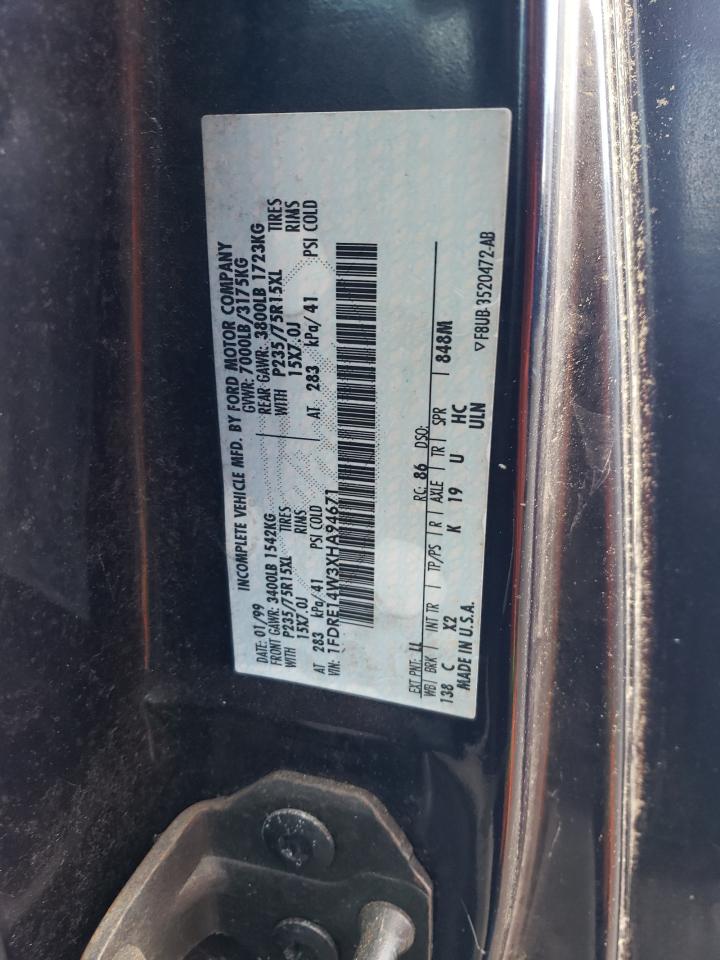 INCOMPLETE VEHICLE MFD. BY FORD MOTOR COMPANY
DATE: 01/99 GVWR: 7000LB/3175KG
FRONT GAWR: 3400LB 1542KG REAR GAWR: 3800LB 1723KG
WITH P235/75R15XL TIRES WITH P235/75R15XL TIRES
15X7.0J RIMS 15X7.0J RIMS
AT 283 kPa/41 PSI COLD AT 283 kPa/41 PSI COLD
VIN: 1FDRE14W3XHA94671
EXT PNT: LL RC: 86 DSO:
WB BRK INT TR TP/PS R AXLE TR SPR
138 C X2 K 19 U HC 848M
MADE IN U.S.A. ULN
▽F8UB-3520472-AB